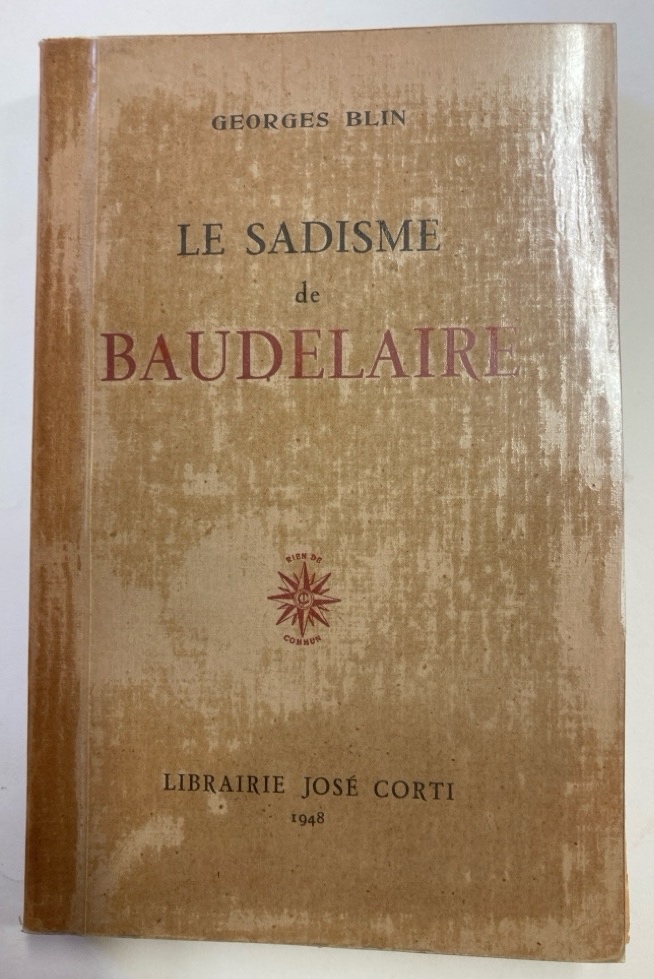 GEORGES BLIN
LE SADISME
de
BAUDELAIRE
RIEN DE
COMMUN
LIBRAIRIE JOSÉ CORTI
1948